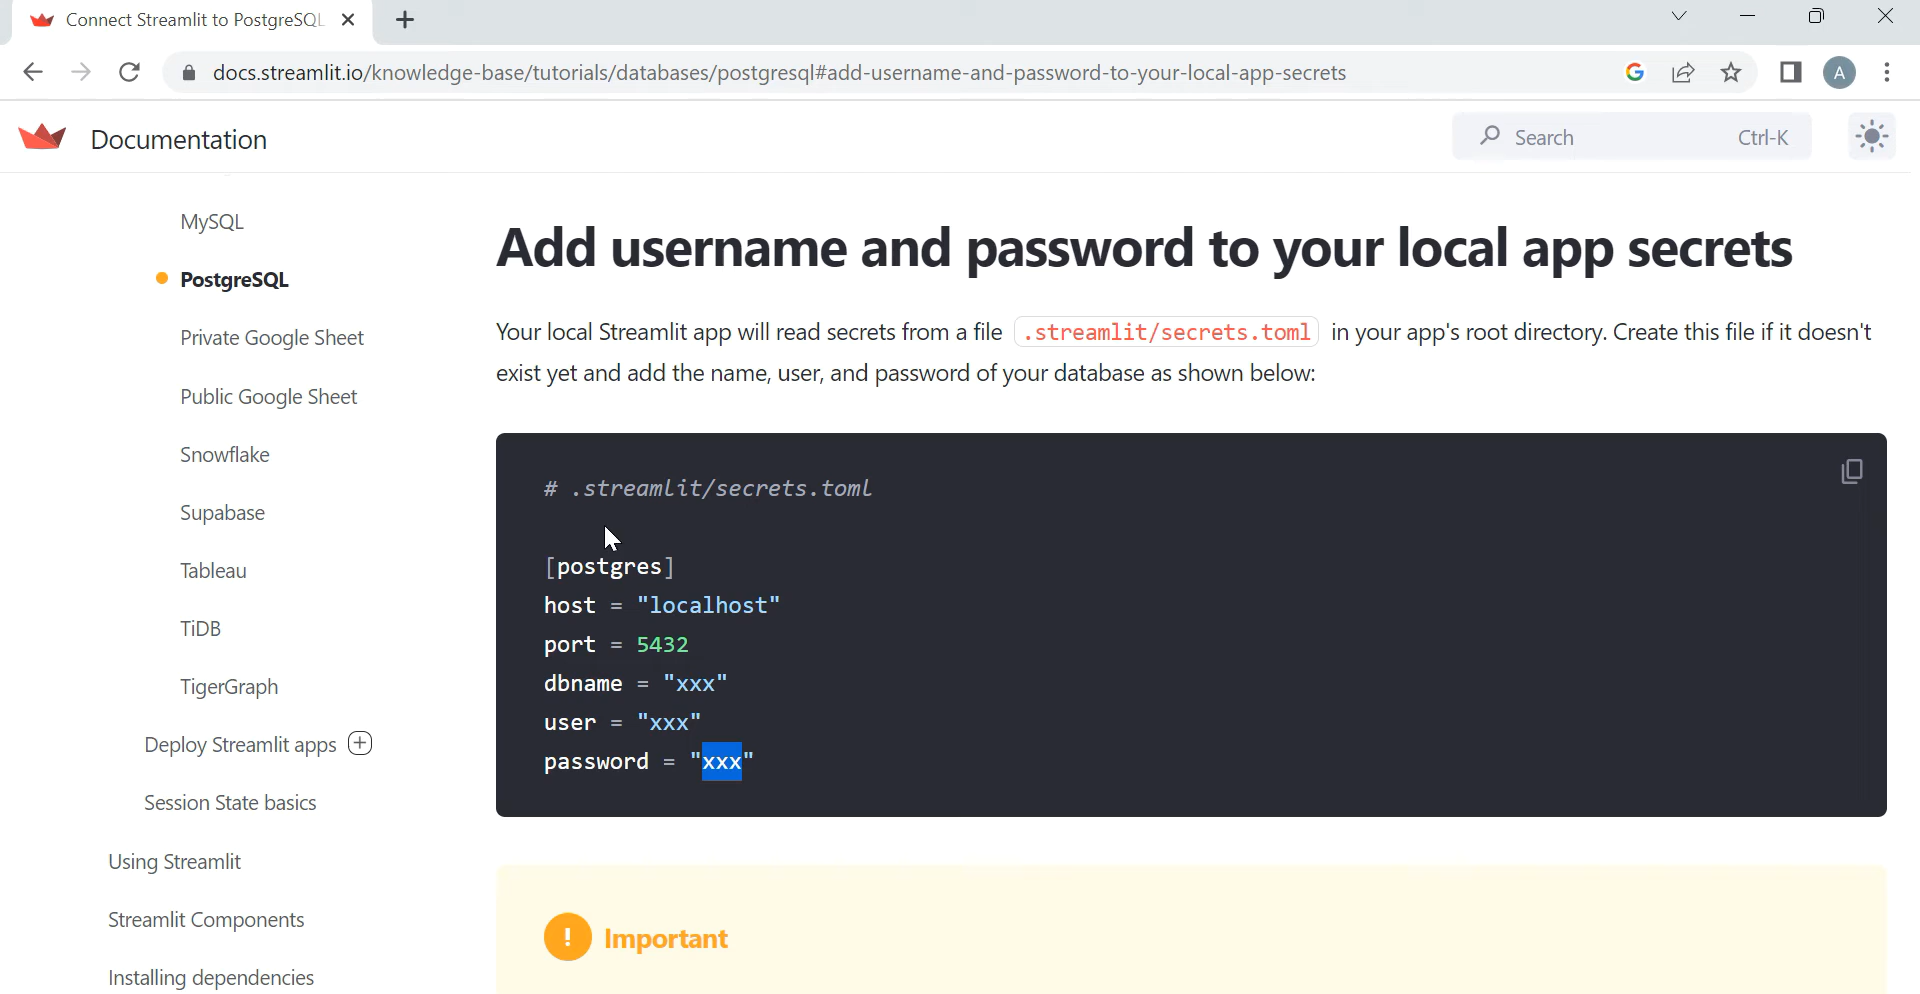 Connect Streamlit to PostgreSQL
docs.streamlit.io/knowledge-base/tutorials/databases/postgresql#add-username-and-password-to-your-local-app-secrets
G
A
Documentation
Search
Ctrl-K
MySQL
PostgreSQL
Private Google Sheet
Public Google Sheet
Snowflake
Supabase
Tableau
TiDB
TigerGraph
Deploy Streamlit apps
Session State basics
Using Streamlit
Streamlit Components
Installing dependencies
Add username and password to your local app secrets
Your local Streamlit app will read secrets from a file .streamlit/secrets.toml in your app's root directory. Create this file if it doesn't
exist yet and add the name, user, and password of your database as shown below:
# .streamlit/secrets.toml
[postgres]
host = "localhost"
port = 5432
dbname = "xxx"
user = "xxx"
password = "xxx"
! Important